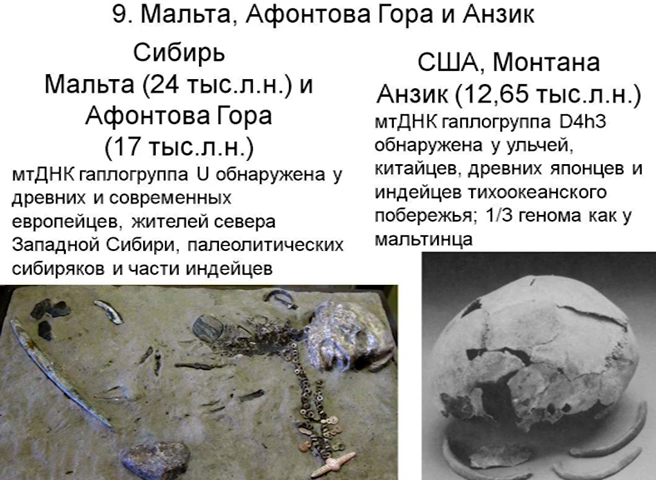 9. Мальта, Афонтова Гора и Анзик
Сибирь
Мальта (24 тыс.л.н.) и
Афонтова Гора
(17 тыс.л.н.)
мтДНК гаплогруппа U обнаружена у
древних и современных
европейцев, жителей севера
Западной Сибири, палеолитических
сибиряков и части индейцев
США, Монтана
Анзик (12,65 тыс.л.н.)
мтДНК гаплогруппа D4h3
обнаружена у ульчей,
китайцев, древних японцев и
индейцев тихоокеанского
побережья; 1/3 генома как у
мальтинца